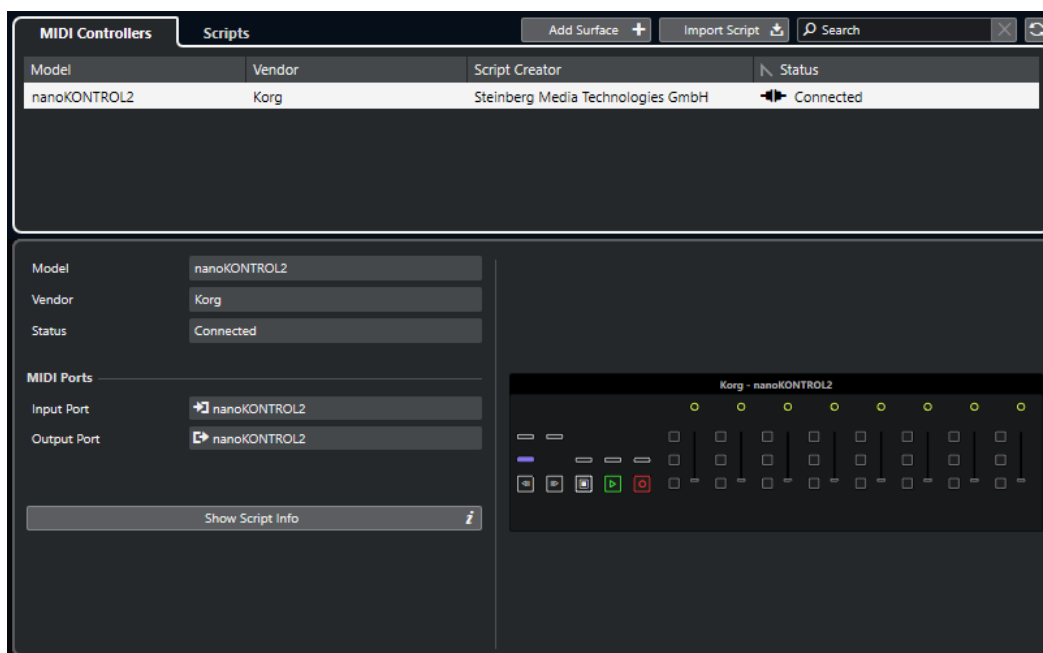 MIDI Controllers Scripts Add Surface Import Script Search
Model Vendor Script Creator Status
nanoKONTROL2 Korg Steinberg Media Technologies GmbH Connected
Model nanoKONTROL2
Vendor Korg
Status Connected
MIDI Ports
Korg - nanoKONTROL2
Input Port nanoKONTROL2
Output Port nanoKONTROL2
Show Script Info i